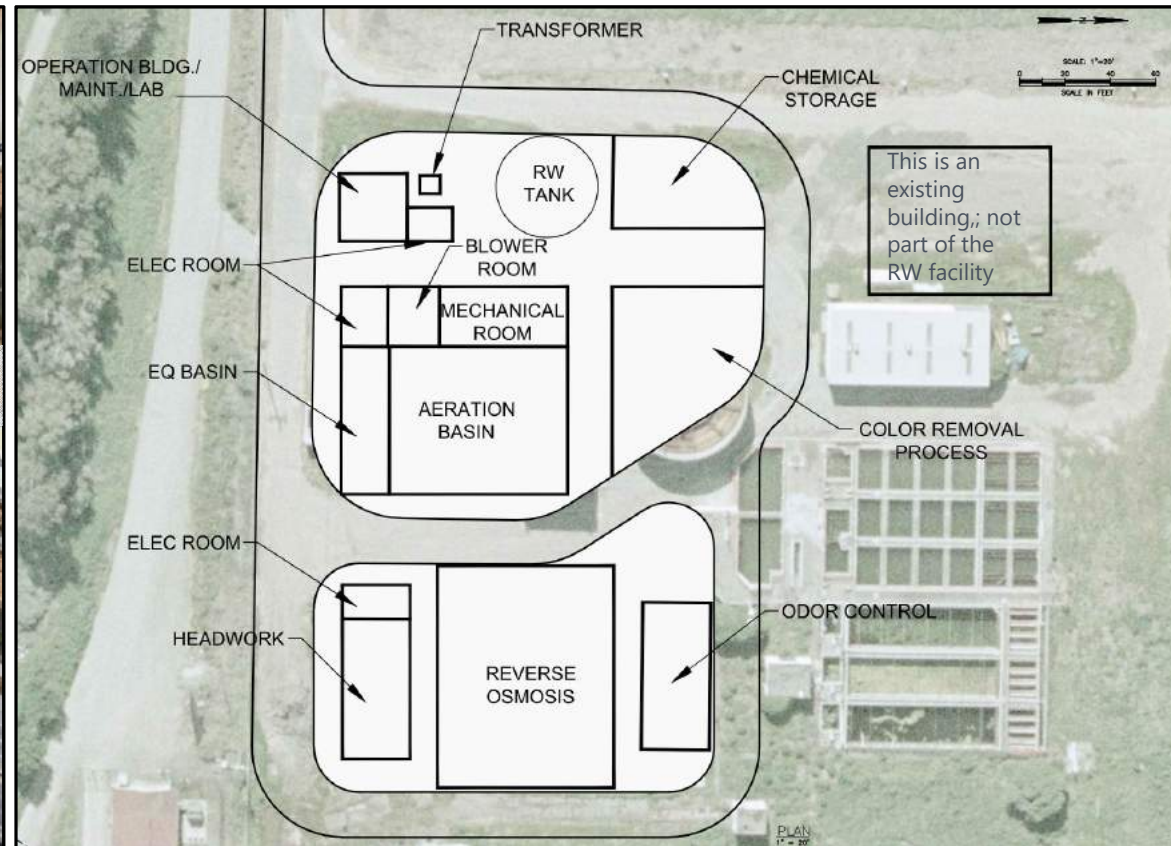 TRANSFORMER
OPERATION BLDG./
MAINT./LAB
CHEMICAL
STORAGE
Z
SCALE: 1"=20'
0 20 40 60
SCALE IN FEET
RW
TANK
This is an
existing
building,; not
part of the
RW facility
ELEC ROOM
BLOWER
ROOM
MECHANICAL
ROOM
EQ BASIN
AERATION
BASIN
COLOR REMOVAL
PROCESS
ELEC ROOM
HEADWORK
REVERSE
OSMOSIS
ODOR CONTROL
PLAN
1" = 20'